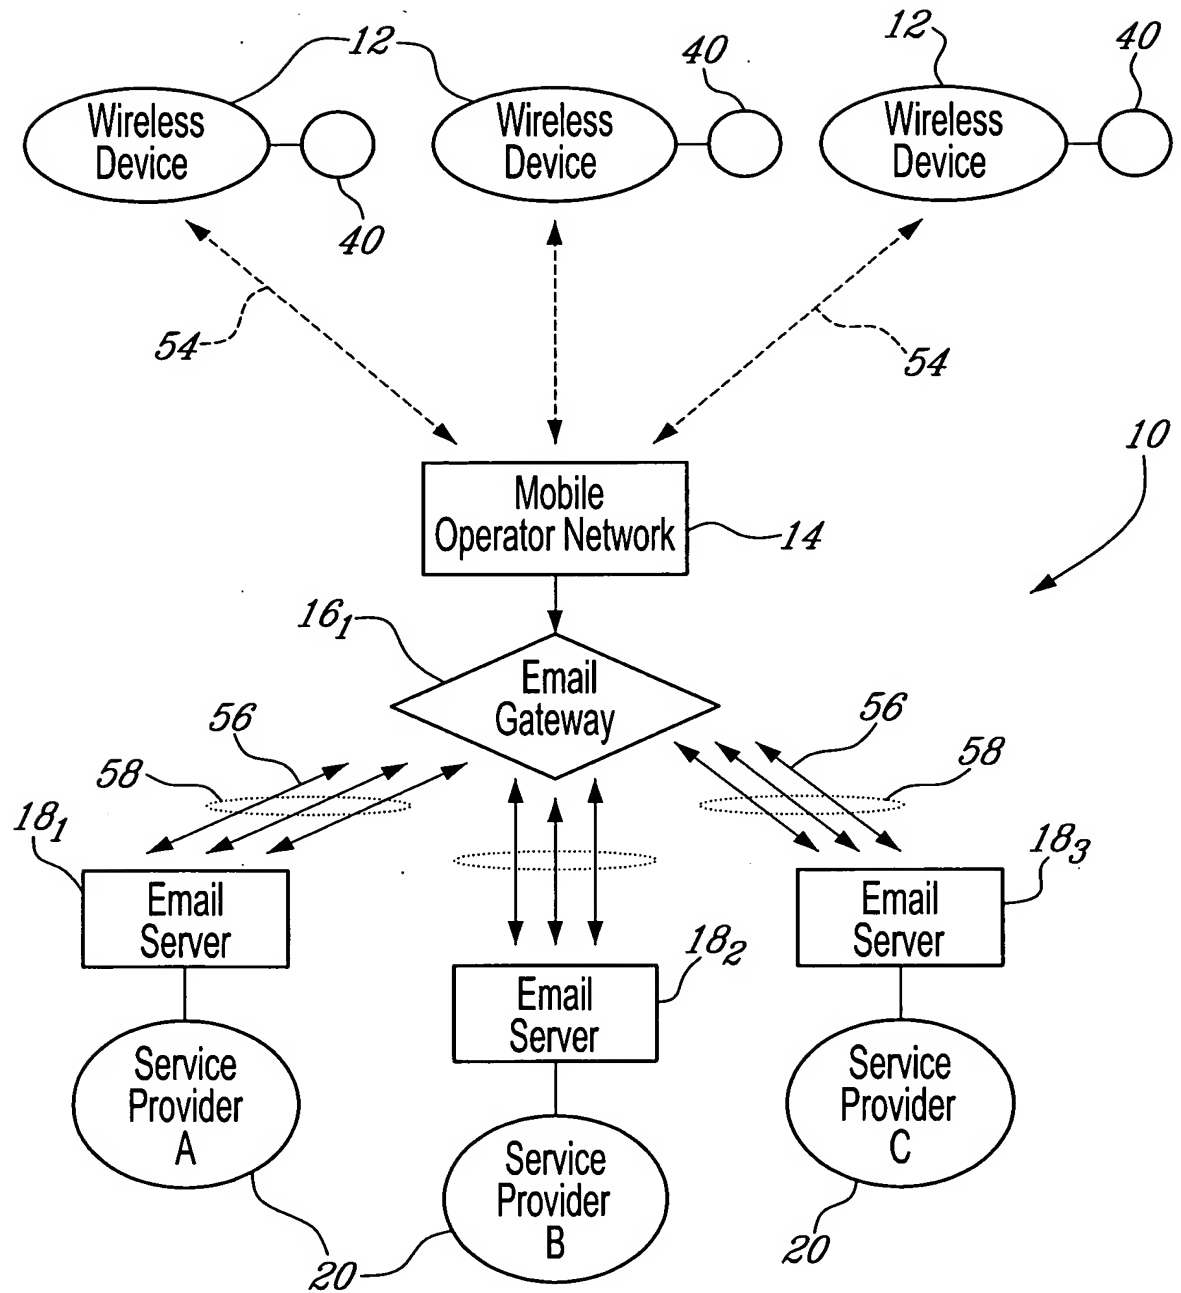 12
40
12
40
Wireless
Device
Wireless
Device
Wireless
Device
40
54
54
10
Mobile
Operator Network
14
16₁
Email
Gateway
56
58
56
58
18₁
Email
Server
18₃
Email
Server
18₂
Email
Server
Service
Provider
A
Service
Provider
C
Service
Provider
B
20
20